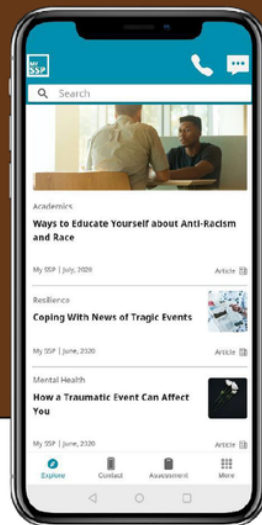 MY
SSP
Search
Academics
Ways to Educate Yourself about Anti-Racism
and Race
My SSP | July, 2020 Article
Resilience
Coping With News of Tragic Events
My SSP | June, 2020 Article
Mental Health
How a Traumatic Event Can Affect
You
My SSP | June, 2020 Article
Explore Contact Assessment More